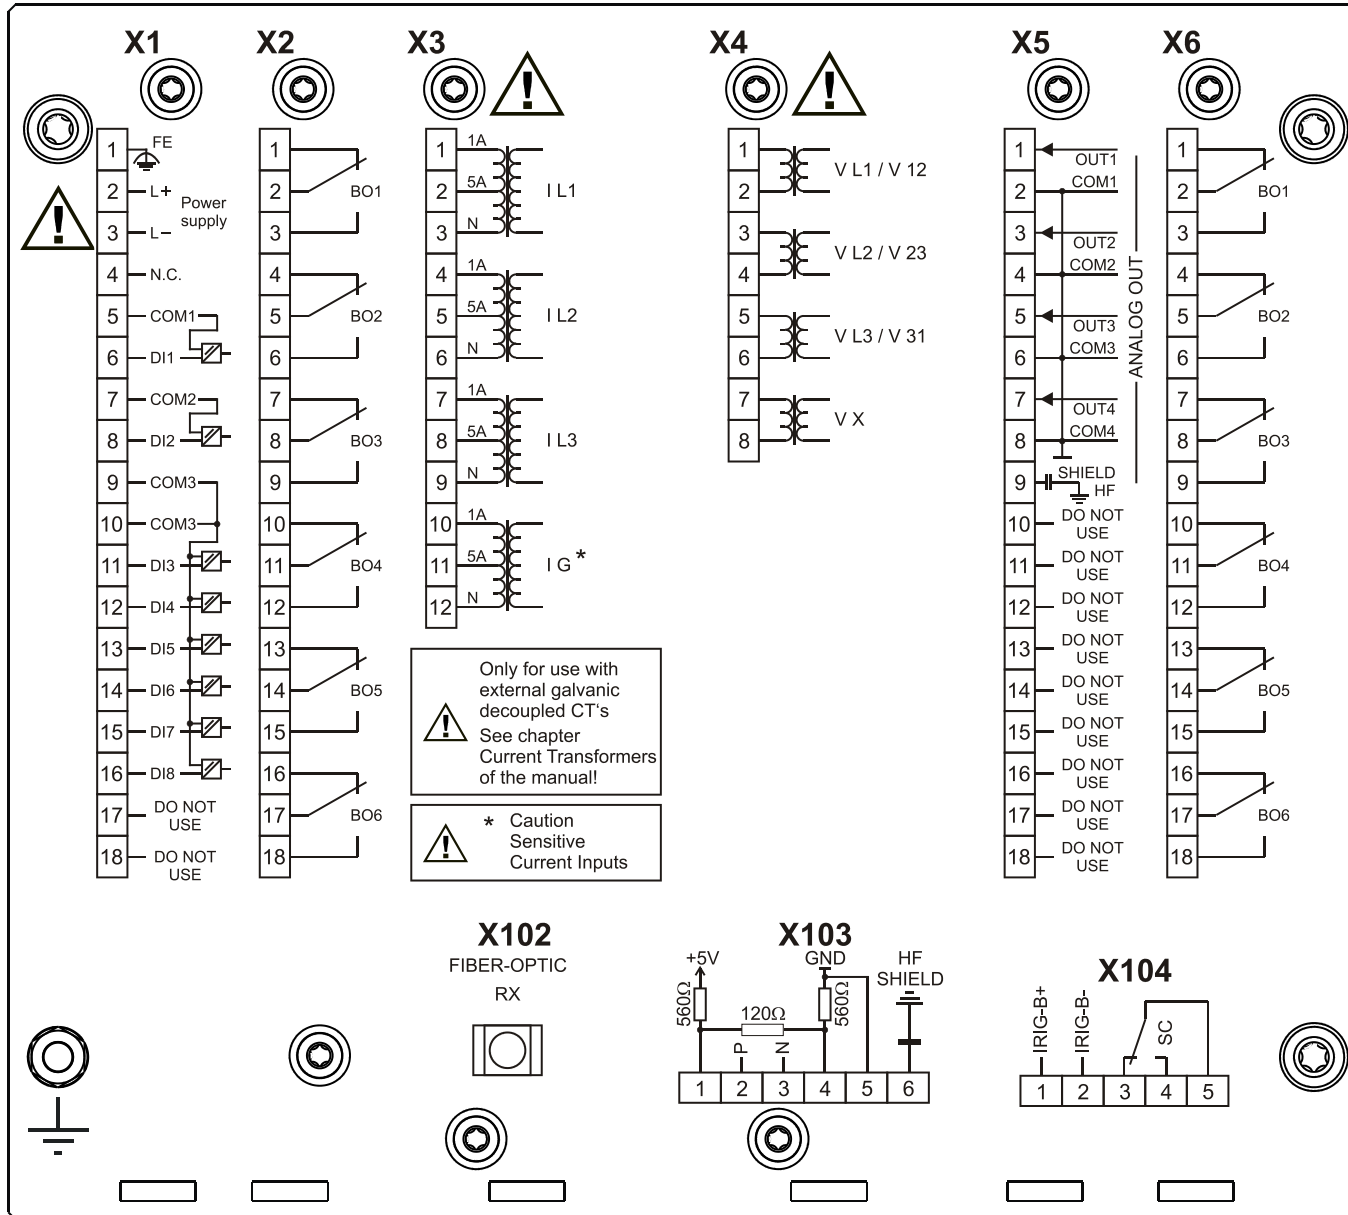 X1
X2
X3
X4
X5
X6
1 FE
2 L+
Power
supply
3 L−
4 N.C.
5 COM1
6 DI1
7 COM2
8 DI2
9 COM3
10 COM3
11 DI3
12 DI4
13 DI5
14 DI6
15 DI7
16 DI8
17 DO NOT
USE
18 DO NOT
USE
1
2 BO1
3
4
5 BO2
6
7
8 BO3
9
10
11 BO4
12
13
14 BO5
15
16
17 BO6
18
1 1A
2 5A I L1
3 N
4 1A
5 5A I L2
6 N
7 1A
8 5A I L3
9 N
10 1A
11 5A I G *
12 N
Only for use with
external galvanic
decoupled CT‘s
See chapter
Current Transformers
of the manual!
* Caution
Sensitive
Current Inputs
1
V L1 / V 12
2
3
V L2 / V 23
4
5
V L3 / V 31
6
7
V X
8
1 OUT1
2 COM1
3 OUT2
4 COM2
5 OUT3
6 COM3
7 OUT4
8 COM4
ANALOG OUT
9 SHIELD
HF
10 DO NOT
USE
11 DO NOT
USE
12 DO NOT
USE
13 DO NOT
USE
14 DO NOT
USE
15 DO NOT
USE
16 DO NOT
USE
17 DO NOT
USE
18 DO NOT
USE
1
2 BO1
3
4
5 BO2
6
7
8 BO3
9
10
11 BO4
12
13
14 BO5
15
16
17 BO6
18
X102
FIBER-OPTIC
RX
X103
+5V GND HF
SHIELD
560Ω 120Ω 560Ω
P N
1 2 3 4 5 6
X104
IRIG-B+ IRIG-B- SC
1 2 3 4 5